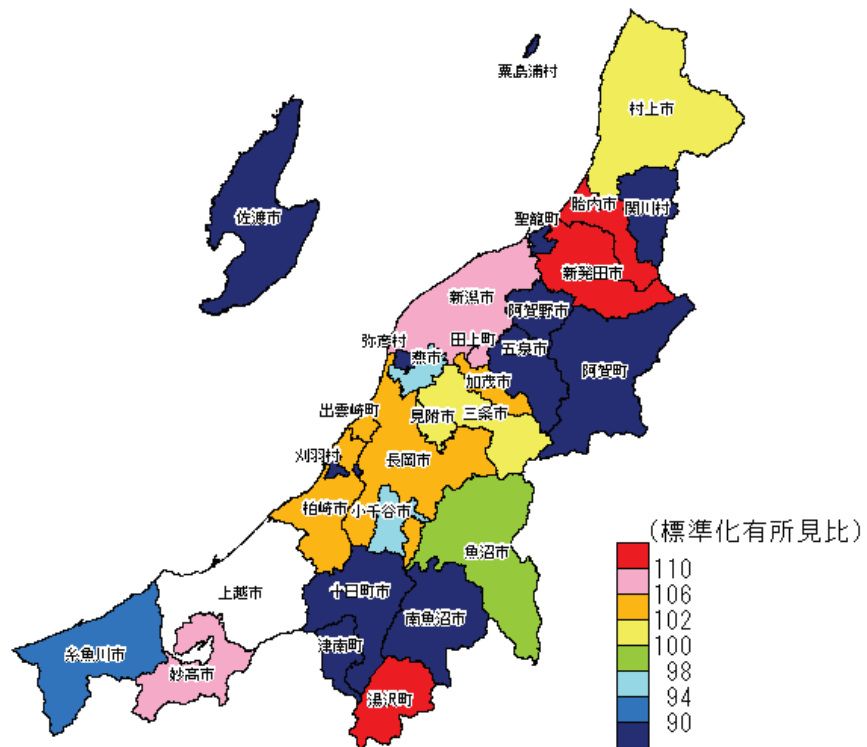 粟島浦村
村上市
佐渡市
胎内市
関川村
聖籠町
新発田市
新潟市
阿賀野市
弥彦村
田上町
五泉市
燕市
阿賀町
加茂市
出雲崎町
見附市
三条市
刈羽村
長岡市
柏崎市
小千谷市
魚沼市
上越市
十日町市
南魚沼市
糸魚川市
津南町
妙高市
湯沢町
(標準化有所見比)
110
106
102
100
98
94
90